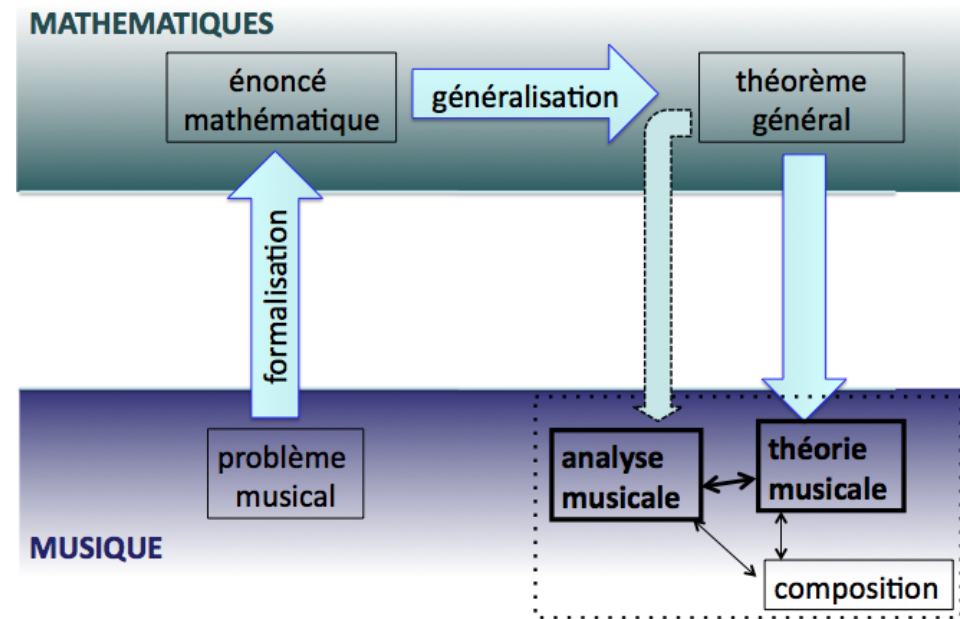 MATHEMATIQUES
énoncé
mathématique
généralisation
théorème
général
formalisation
problème
musical
analyse
musicale
théorie
musicale
MUSIQUE
composition